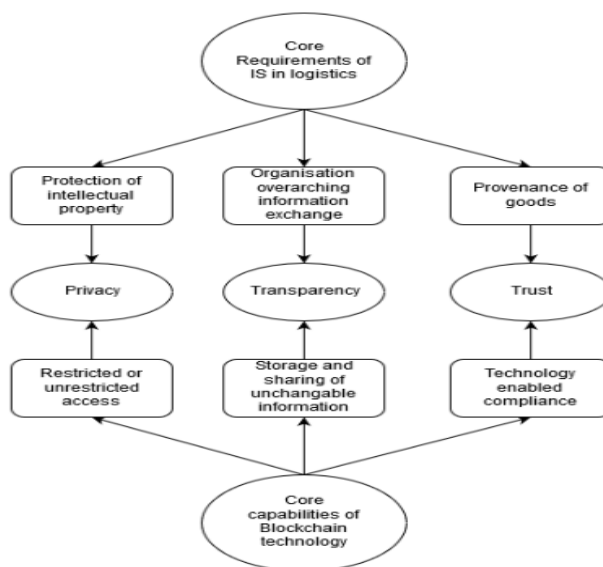 Core
Requirements of
IS in logistics
Protection of
intellectual
property
Organisation
overarching
information
exchange
Provenance of
goods
Privacy
Transparency
Trust
Restricted or
unrestricted
access
Storage and
sharing of
unchangable
information
Technology
enabled
compliance
Core
capabilities of
Blockchain
technology